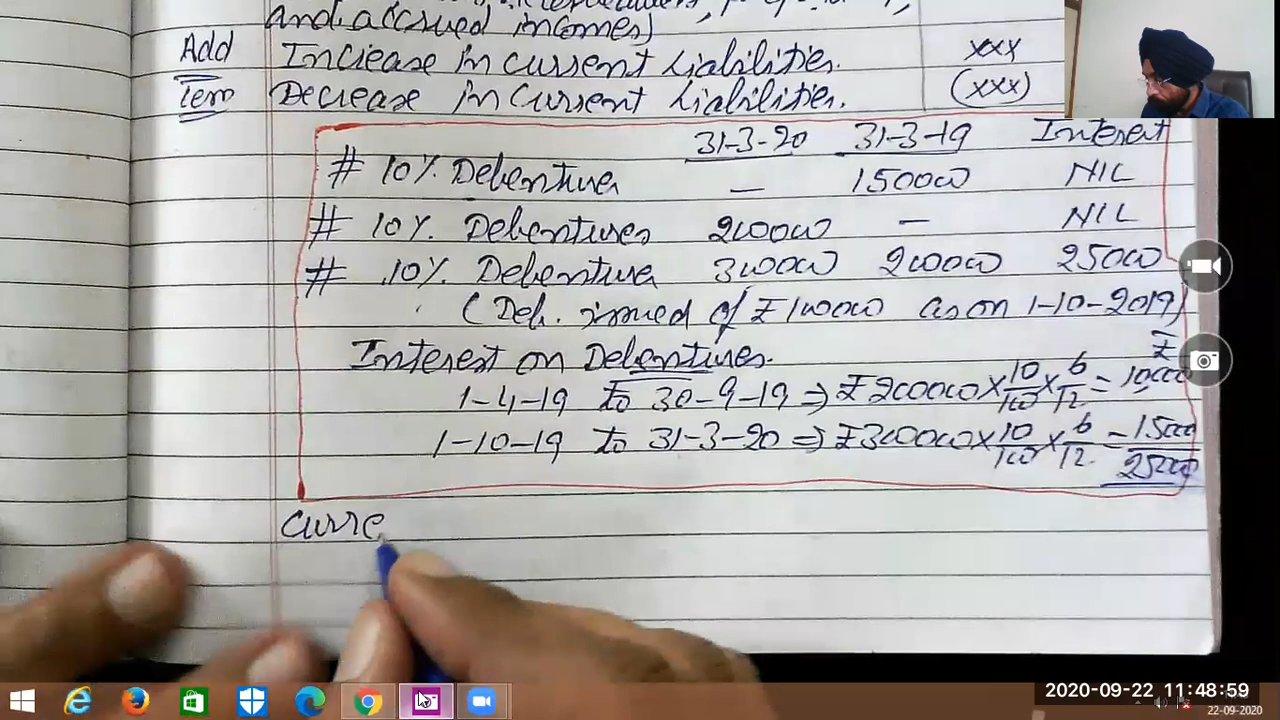 and accrued incomes)
Add Increase in current Liabilities. xxx
Less Decrease in Current Liabilities. (xxx)
31-3-20 31-3-19 Interest
# 10% Debentures — 150000 NIL
# 10% Debentures 200000 — NIL
# 10% Debentures 300000 200000 25000
(Deb. issued of ₹ 100000 as on 1-10-2019)
Interest on Debentures. ₹
1-4-19 to 30-9-19 ⇒ ₹200000 × 10/100 × 6/12 = 10000
1-10-19 to 31-3-20 ⇒ ₹300000 × 10/100 × 6/12 = 15000
25000
Curre
2020-09-22 11:48:59
22-09-2020